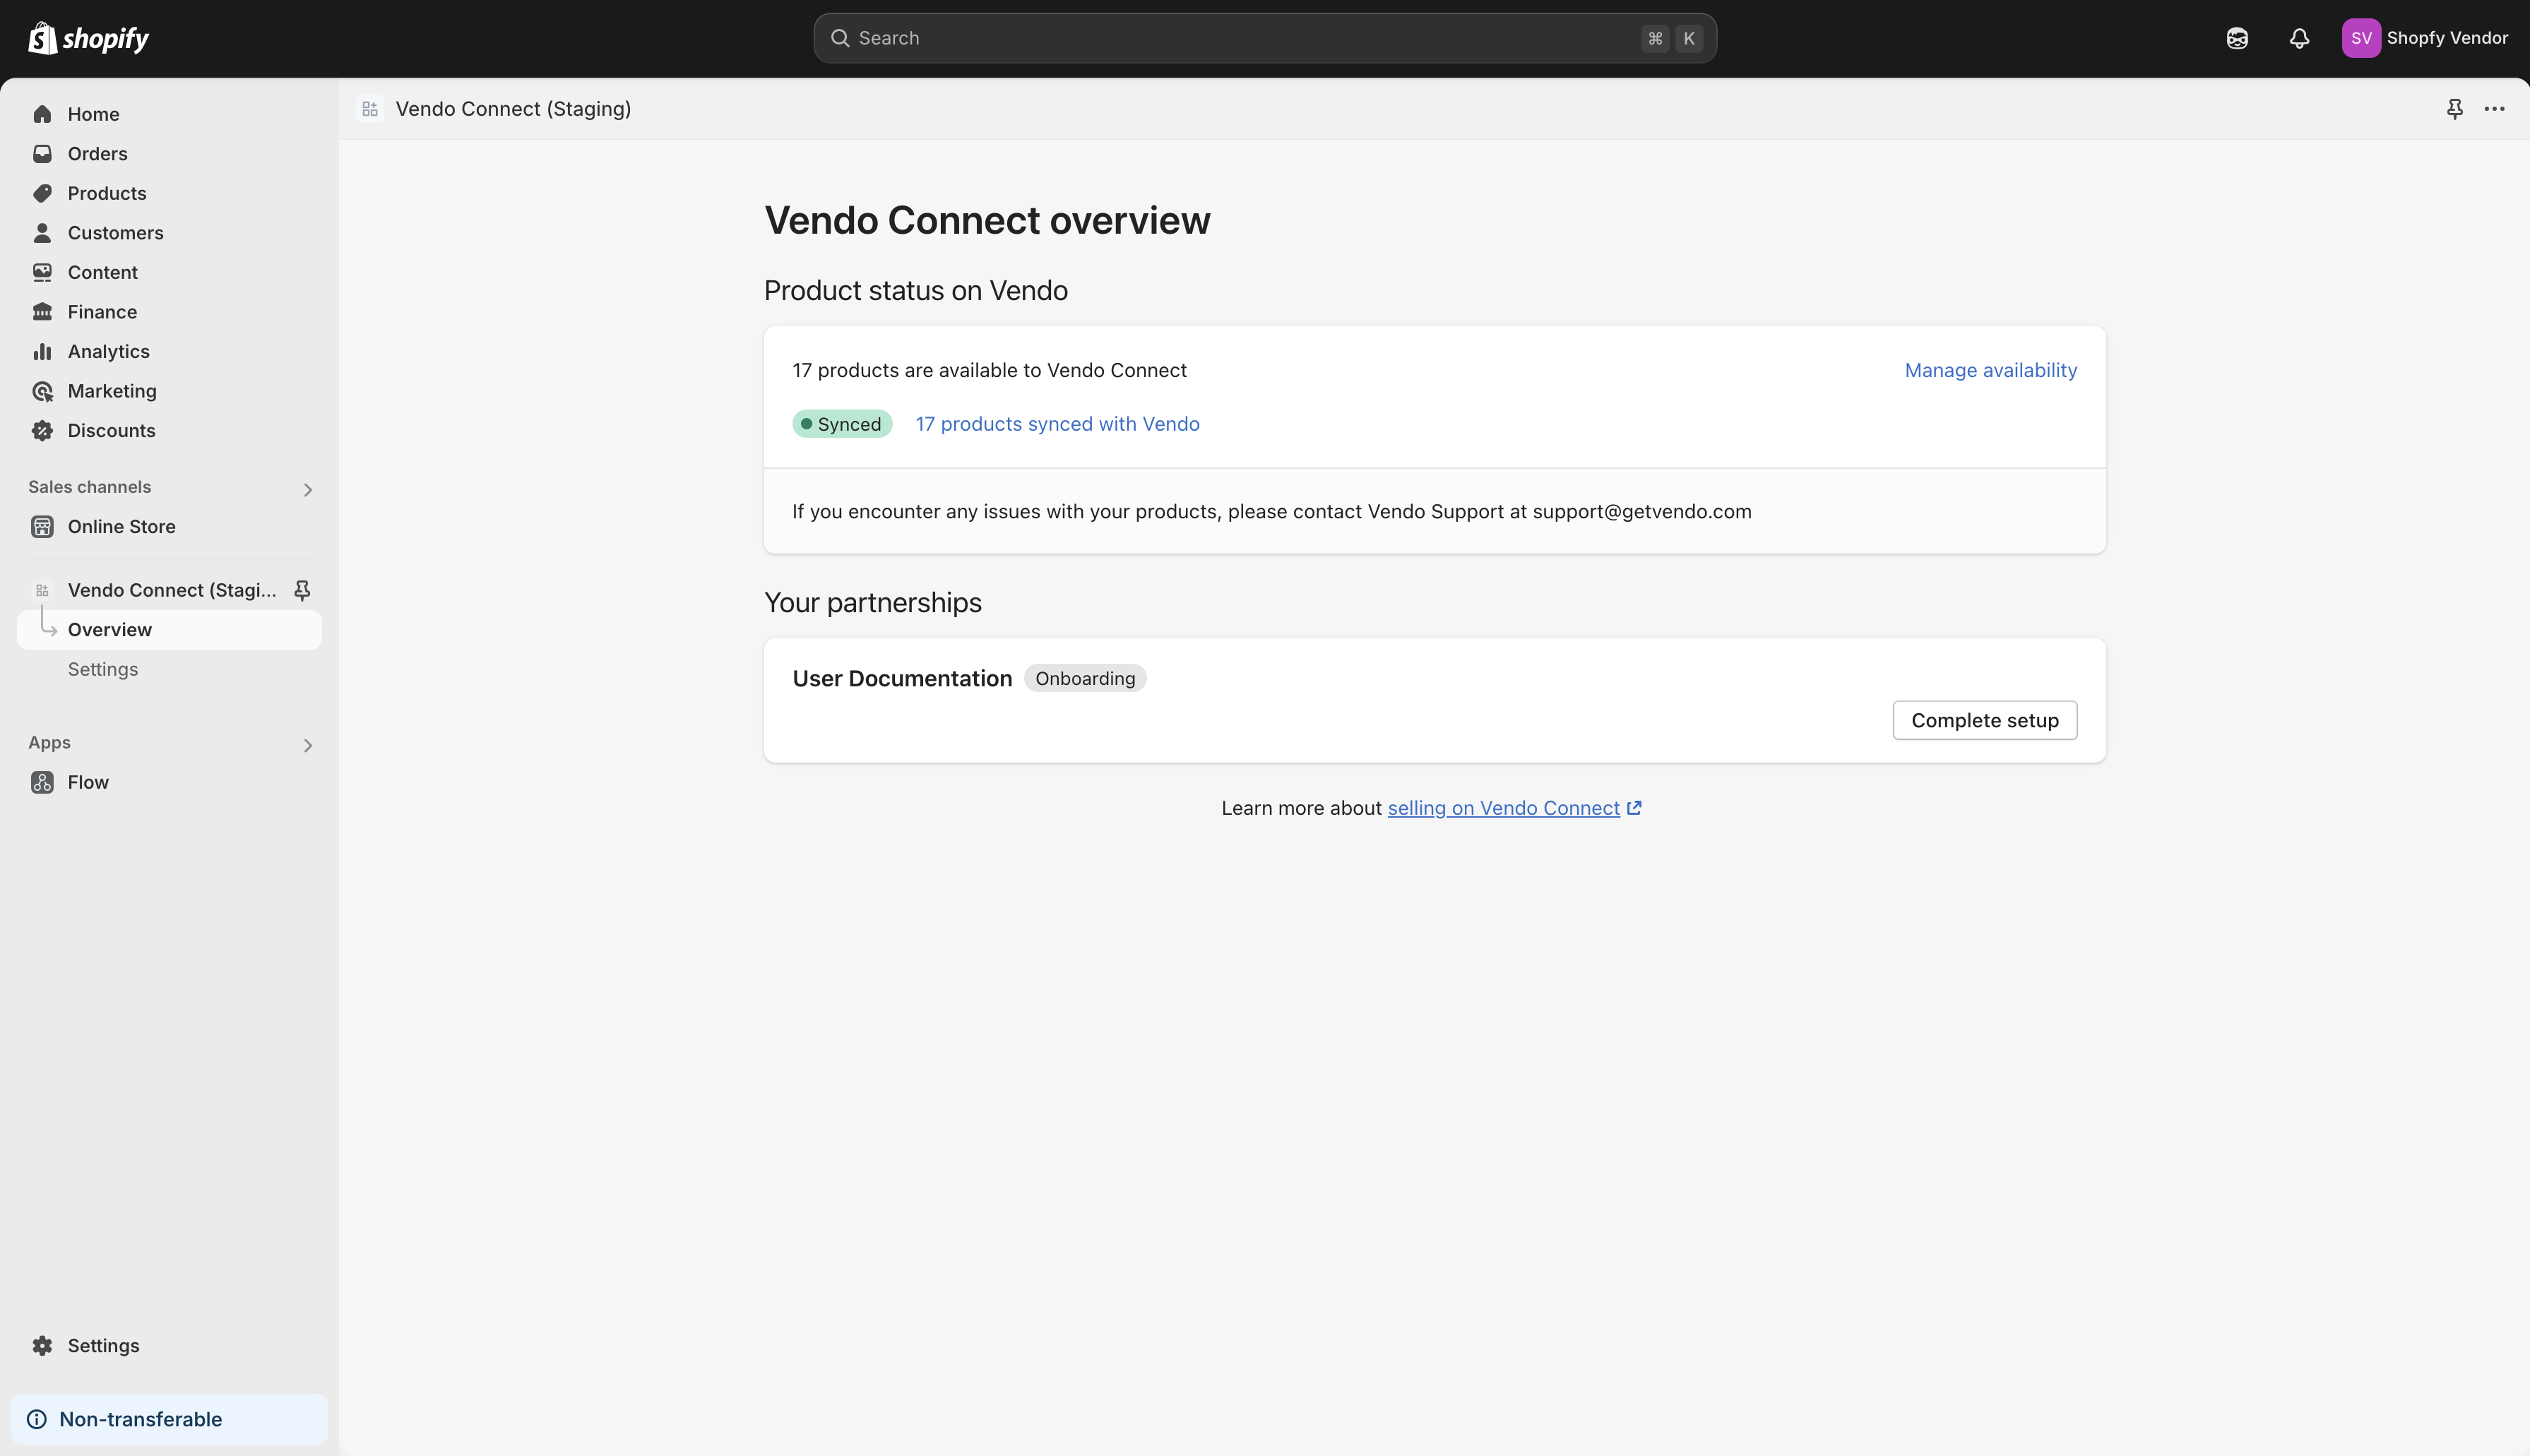 shopify
Search
⌘ K
SV
Shopfy Vendor
Home
Orders
Products
Customers
Content
Finance
Analytics
Marketing
Discounts
Sales channels
Online Store
Vendo Connect (Stagi...
Overview
Settings
Apps
Flow
Settings
Non-transferable
Vendo Connect (Staging)
Vendo Connect overview
Product status on Vendo
17 products are available to Vendo Connect
Manage availability
Synced
17 products synced with Vendo
If you encounter any issues with your products, please contact Vendo Support at support@getvendo.com
Your partnerships
User Documentation
Onboarding
Complete setup
Learn more about selling on Vendo Connect